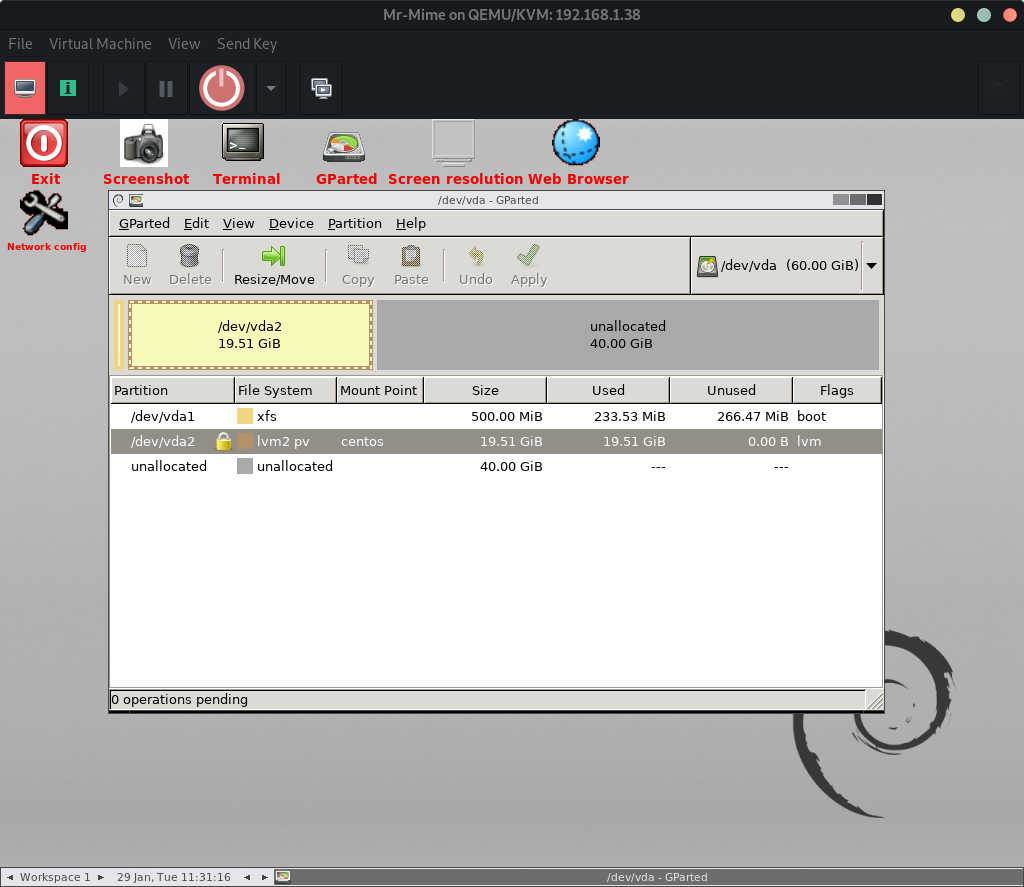 Mr-Mime on QEMU/KVM: 192.168.1.38
File Virtual Machine View Send Key
Exit Screenshot Terminal GParted Screen resolution Web Browser
Network config
/dev/vda - GParted
GParted Edit View Device Partition Help
New Delete Resize/Move Copy Paste Undo Apply /dev/vda (60.00 GiB)
/dev/vda2
19.51 GiB
unallocated
40.00 GiB
Partition File System Mount Point Size Used Unused Flags
/dev/vda1 xfs 500.00 MiB 233.53 MiB 266.47 MiB boot
/dev/vda2 lvm2 pv centos 19.51 GiB 19.51 GiB 0.00 B lvm
unallocated unallocated 40.00 GiB --- ---
0 operations pending
Workspace 1 29 Jan, Tue 11:31:16 /dev/vda - GParted